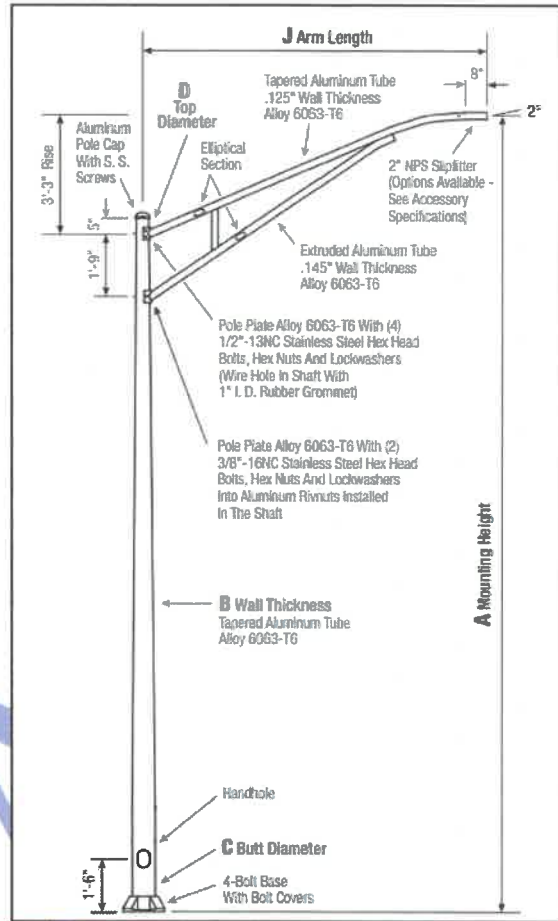 J Arm Length
8"
2°
D
Top
Diameter
Tapered Aluminum Tube
.125" Wall Thickness
Alloy 6063-T6
Aluminum
Pole Cap
With S. S.
Screws
Elliptical
Section
3'-3" Rise
5"
1'-9"
2" NPS Slipfitter
(Options Available -
See Accessory
Specifications)
Extruded Aluminum Tube
.145" Wall Thickness
Alloy 6063-T6
Pole Plate Alloy 6063-T6 With (4)
1/2"-13NC Stainless Steel Hex Head
Bolts, Hex Nuts And Lockwashers
(Wire Hole In Shaft With
1" I. D. Rubber Grommet)
Pole Plate Alloy 6063-T6 With (2)
3/8"-16NC Stainless Steel Hex Head
Bolts, Hex Nuts And Lockwashers
Into Aluminum Rivnuts Installed
In The Shaft
A Mounting Height
B Wall Thickness
Tapered Aluminum Tube
Alloy 6063-T6
Handhole
C Butt Diameter
1'-6"
4-Bolt Base
With Bolt Covers